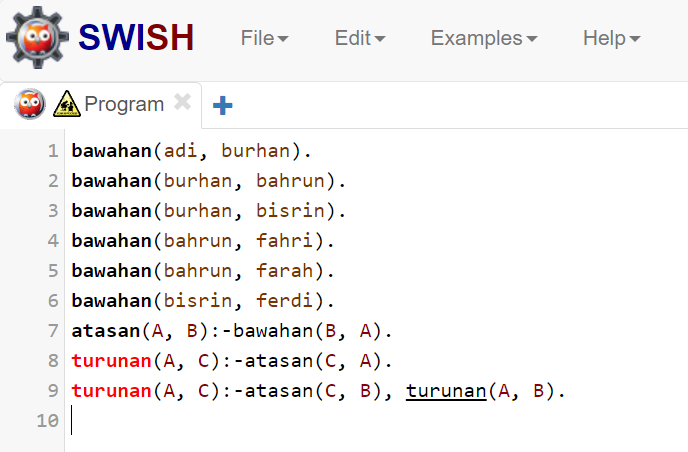 SWISH File Edit Examples Help
Program
1 bawahan(adi, burhan).
2 bawahan(burhan, bahrun).
3 bawahan(burhan, bisrin).
4 bawahan(bahrun, fahri).
5 bawahan(bahrun, farah).
6 bawahan(bisrin, ferdi).
7 atasan(A, B):-bawahan(B, A).
8 turunan(A, C):-atasan(C, A).
9 turunan(A, C):-atasan(C, B), turunan(A, B).
10